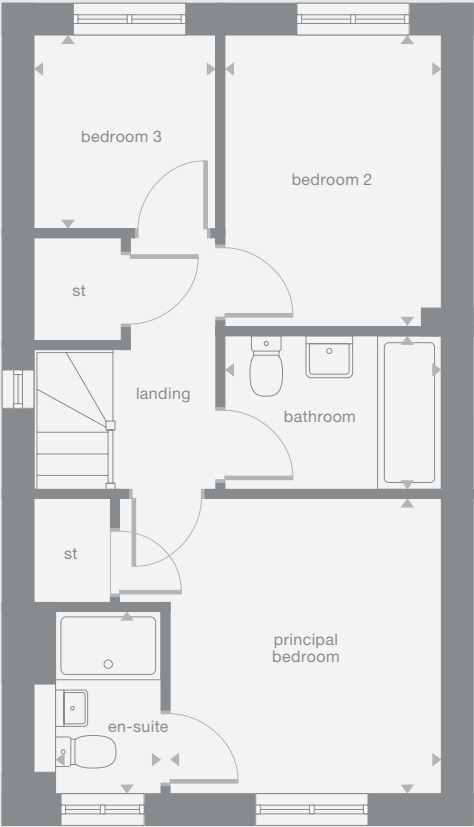 bedroom 3
bedroom 2
st
landing
bathroom
st
principal
bedroom
en-suite